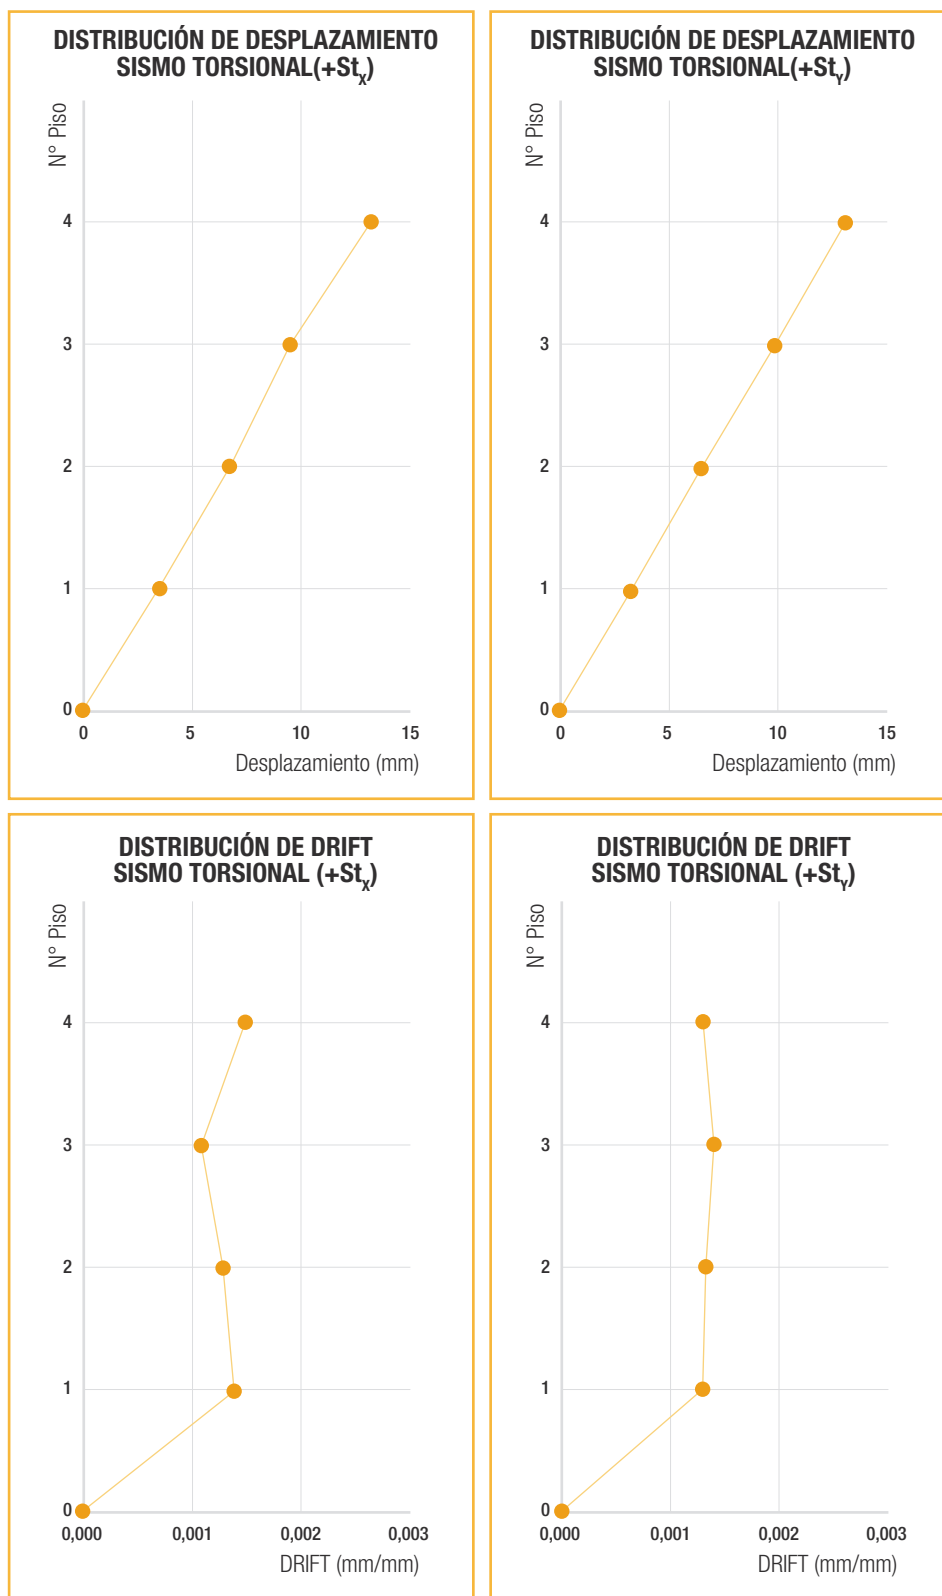 DISTRIBUCIÓN DE DESPLAZAMIENTO
SISMO TORSIONAL(+Stx)
N° Piso
4
3
2
1
0
0 5 10 15
Desplazamiento (mm)
DISTRIBUCIÓN DE DESPLAZAMIENTO
SISMO TORSIONAL(+StY)
N° Piso
4
3
2
1
0
0 5 10 15
Desplazamiento (mm)
DISTRIBUCIÓN DE DRIFT
SISMO TORSIONAL (+Stx)
N° Piso
4
3
2
1
0
0,000 0,001 0,002 0,003
DRIFT (mm/mm)
DISTRIBUCIÓN DE DRIFT
SISMO TORSIONAL (+StY)
N° Piso
4
3
2
1
0
0,000 0,001 0,002 0,003
DRIFT (mm/mm)